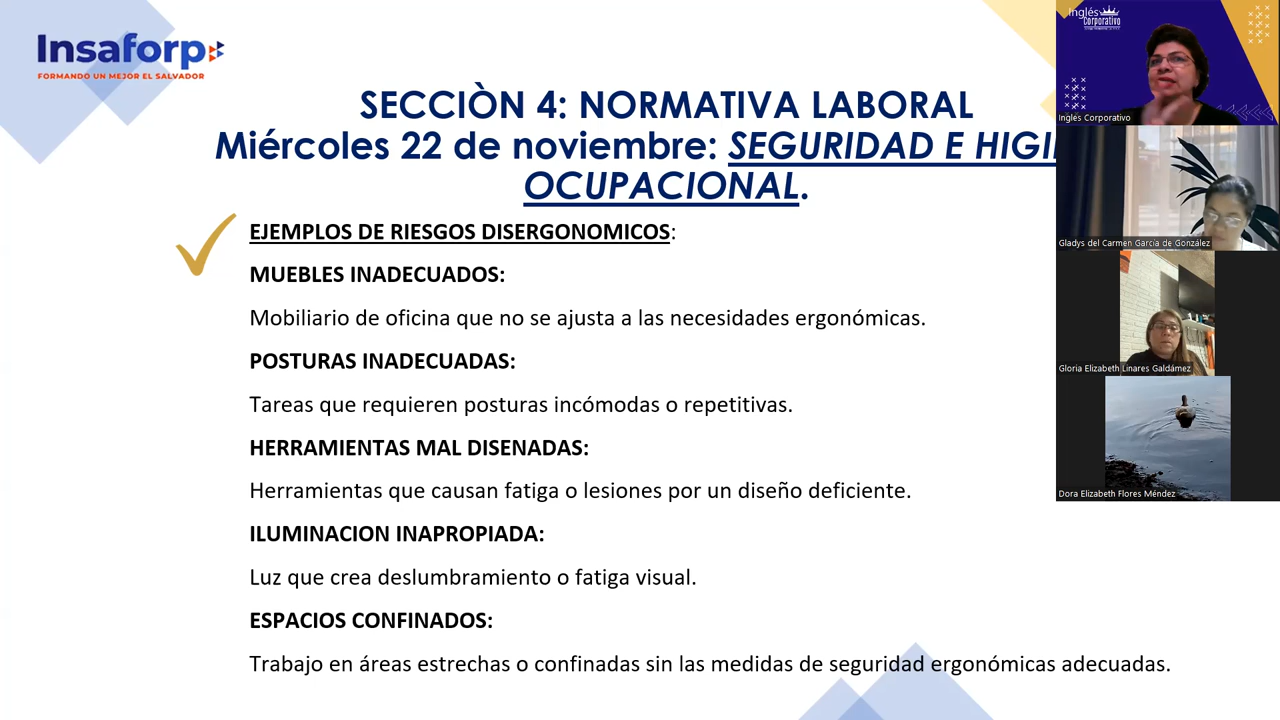 Insaforp
FORMANDO UN MEJOR EL SALVADOR
SECCIÒN 4: NORMATIVA LABORAL
Miércoles 22 de noviembre: SEGURIDAD E HIGI
OCUPACIONAL.
EJEMPLOS DE RIESGOS DISERGONOMICOS:
MUEBLES INADECUADOS:
Mobiliario de oficina que no se ajusta a las necesidades ergonómicas.
POSTURAS INADECUADAS:
Tareas que requieren posturas incómodas o repetitivas.
HERRAMIENTAS MAL DISENADAS:
Herramientas que causan fatiga o lesiones por un diseño deficiente.
ILUMINACION INAPROPIADA:
Luz que crea deslumbramiento o fatiga visual.
ESPACIOS CONFINADOS:
Trabajo en áreas estrechas o confinadas sin las medidas de seguridad ergonómicas adecuadas.
Inglés
Corporativo
Inglés Corporativo
Gladys del Carmen García de González
Gloria Elizabeth Linares Galdámez
Dora Elizabeth Flores Méndez